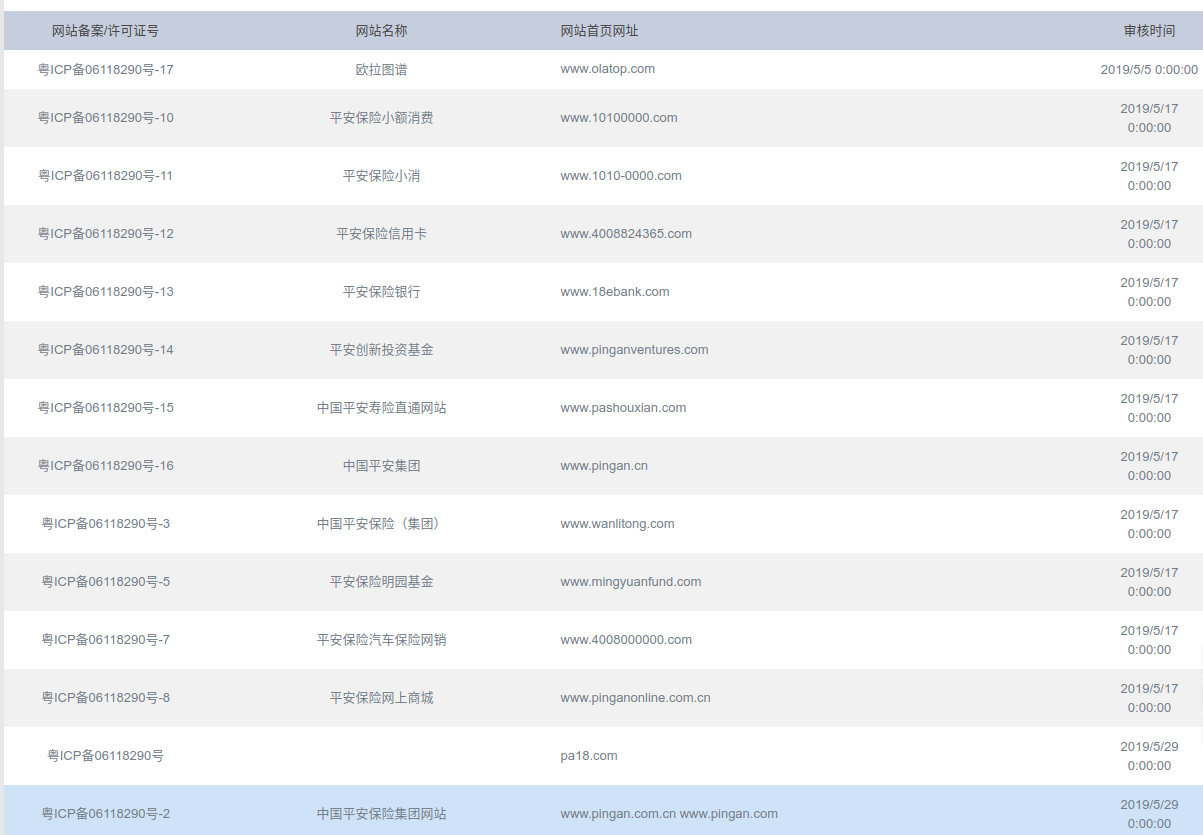 网站备案/许可证号 网站名称 网站首页网址 审核时间
粤ICP备06118290号-17 欧拉图谱 www.olatop.com 2019/5/5 0:00:00
粤ICP备06118290号-10 平安保险小额消费 www.10100000.com 2019/5/17
0:00:00
粤ICP备06118290号-11 平安保险小消 www.1010-0000.com 2019/5/17
0:00:00
粤ICP备06118290号-12 平安保险信用卡 www.4008824365.com 2019/5/17
0:00:00
粤ICP备06118290号-13 平安保险银行 www.18ebank.com 2019/5/17
0:00:00
粤ICP备06118290号-14 平安创新投资基金 www.pinganventures.com 2019/5/17
0:00:00
粤ICP备06118290号-15 中国平安寿险直通网站 www.pashouxian.com 2019/5/17
0:00:00
粤ICP备06118290号-16 中国平安集团 www.pingan.cn 2019/5/17
0:00:00
粤ICP备06118290号-3 中国平安保险（集团） www.wanlitong.com 2019/5/17
0:00:00
粤ICP备06118290号-5 平安保险明园基金 www.mingyuanfund.com 2019/5/17
0:00:00
粤ICP备06118290号-7 平安保险汽车保险网销 www.4008000000.com 2019/5/17
0:00:00
粤ICP备06118290号-8 平安保险网上商城 www.pinganonline.com.cn 2019/5/17
0:00:00
粤ICP备06118290号 pa18.com 2019/5/29
0:00:00
粤ICP备06118290号-2 中国平安保险集团网站 www.pingan.com.cn www.pingan.com 2019/5/29
0:00:00